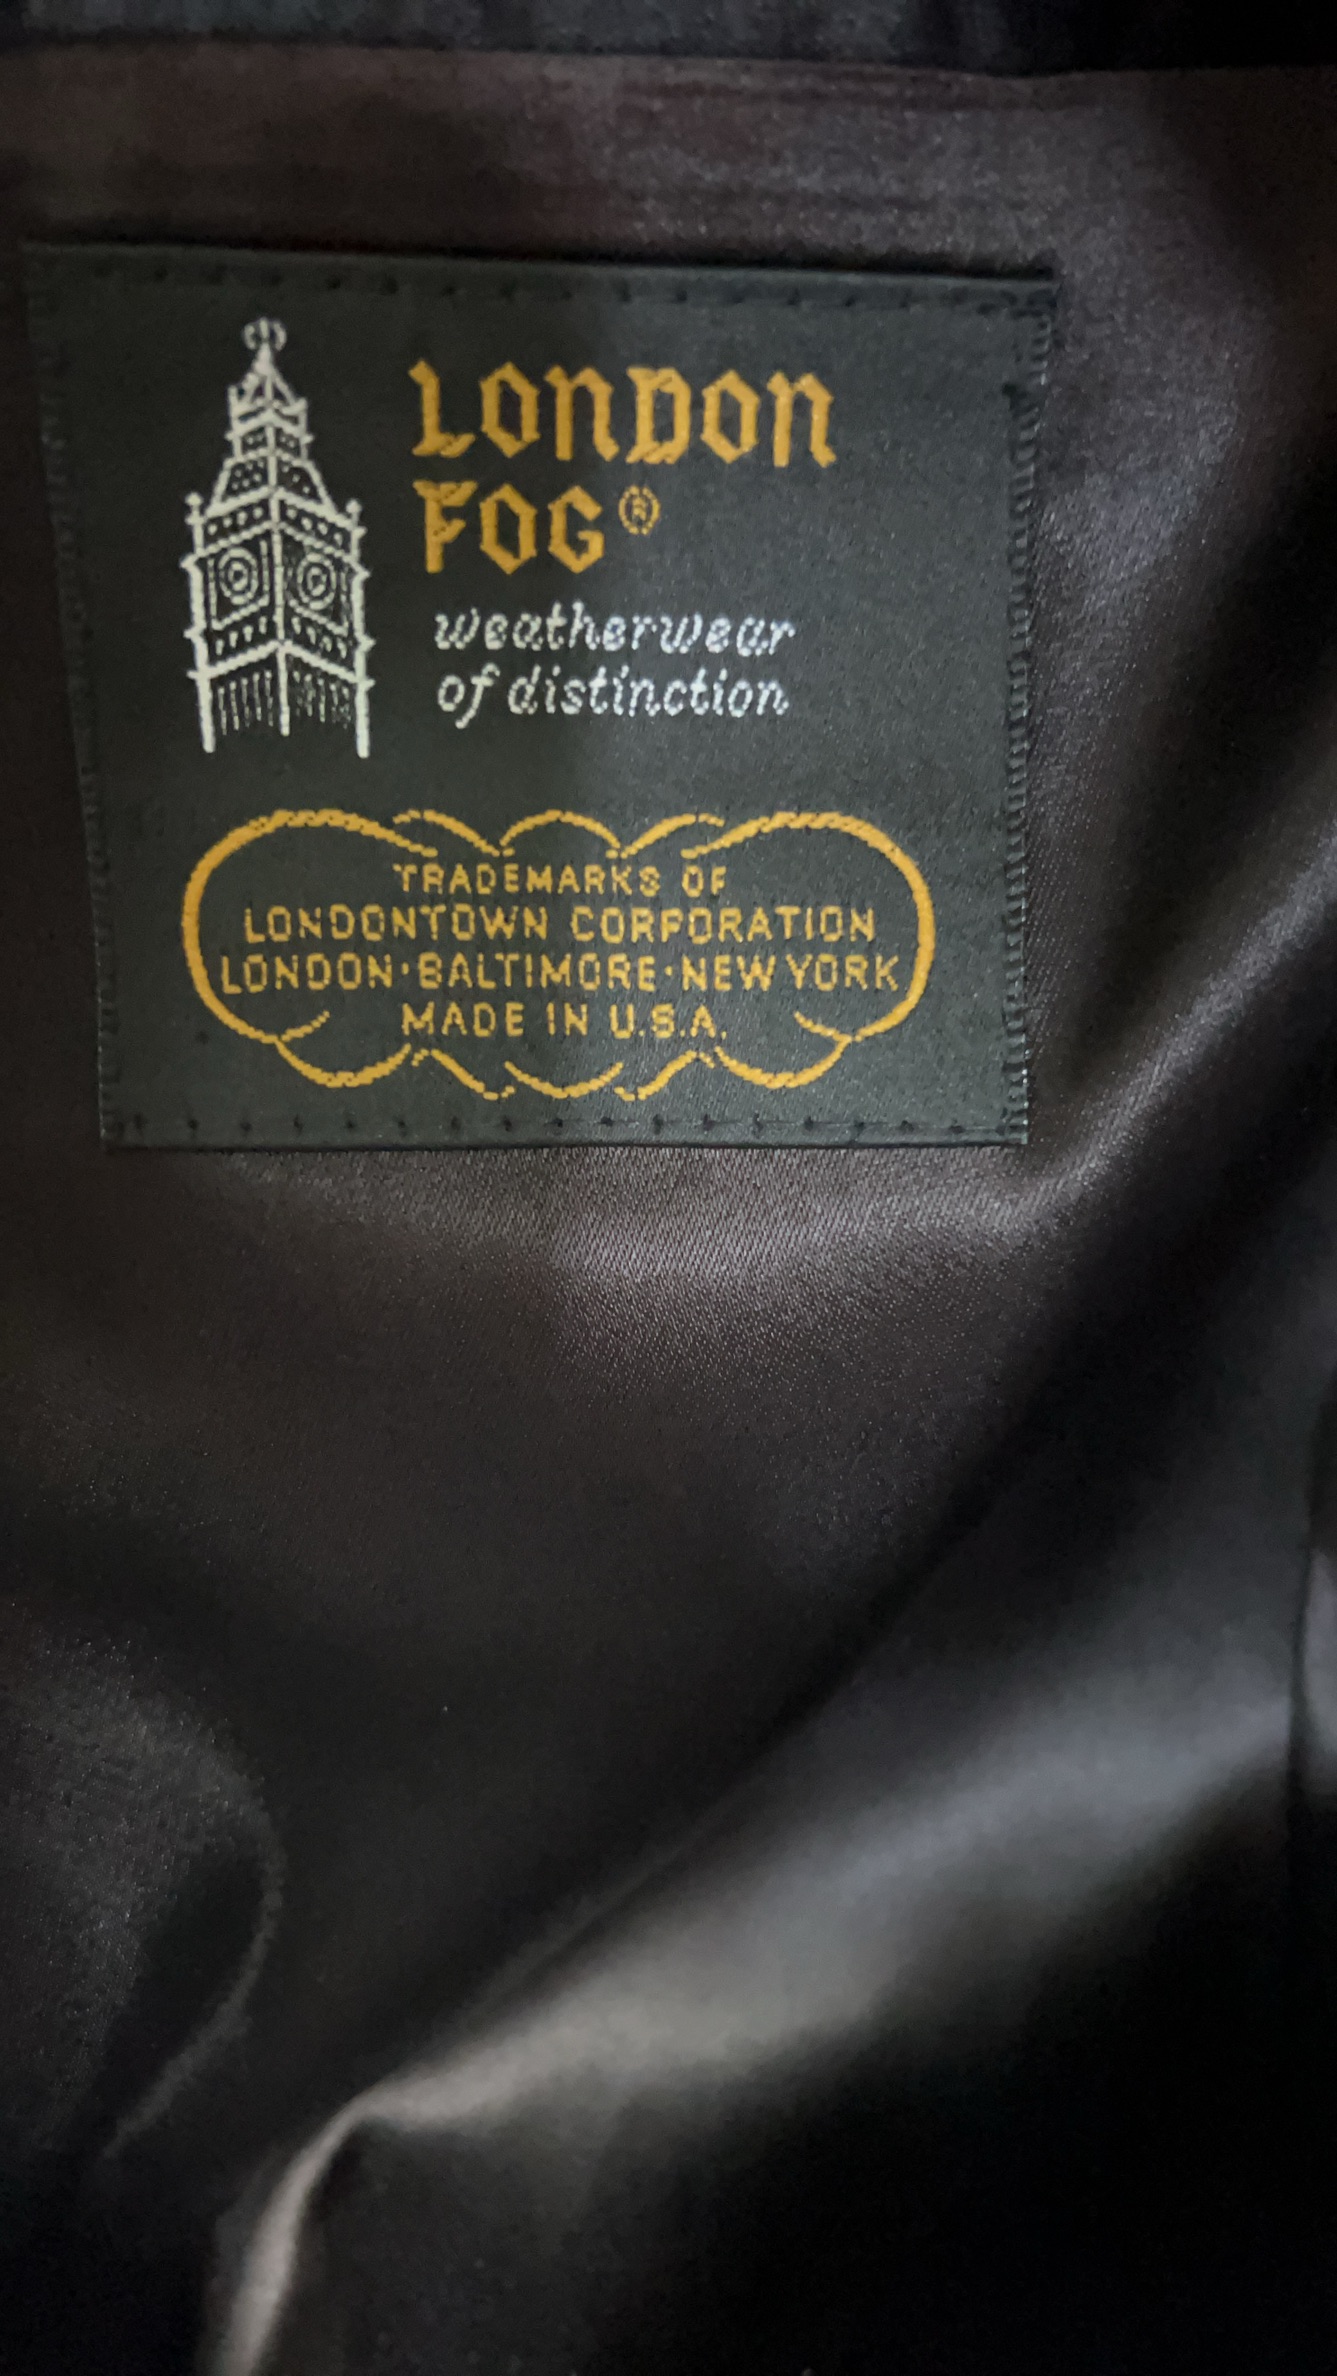 LONDON
FOG®
weatherwear
of distinction
TRADEMARKS OF
LONDONTOWN CORPORATION
LONDON·BALTIMORE·NEW YORK
MADE IN U.S.A.